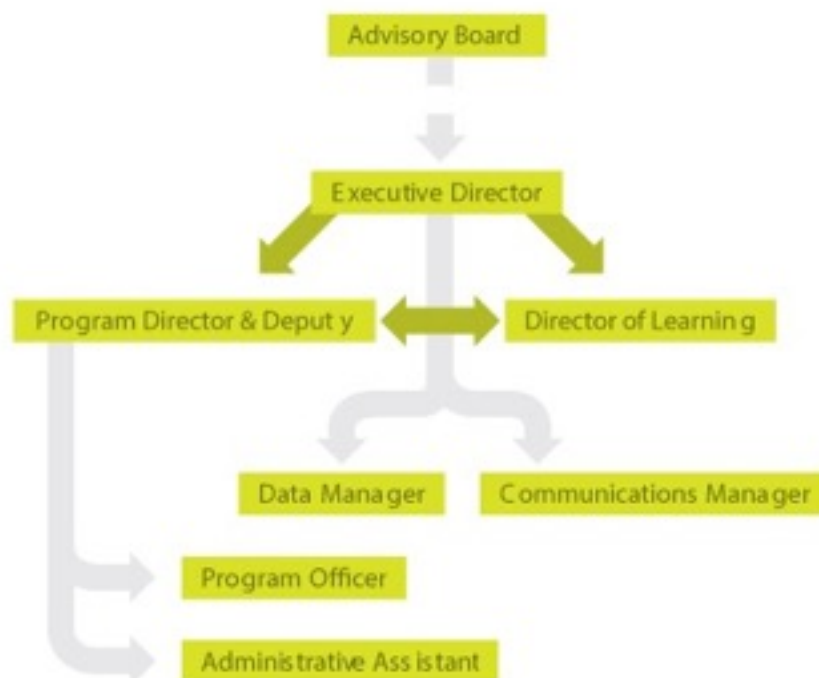 Advisory Board
Executive Director
Program Director & Deputy
Director of Learning
Data Manager
Communications Manager
Program Officer
Administrative Assistant